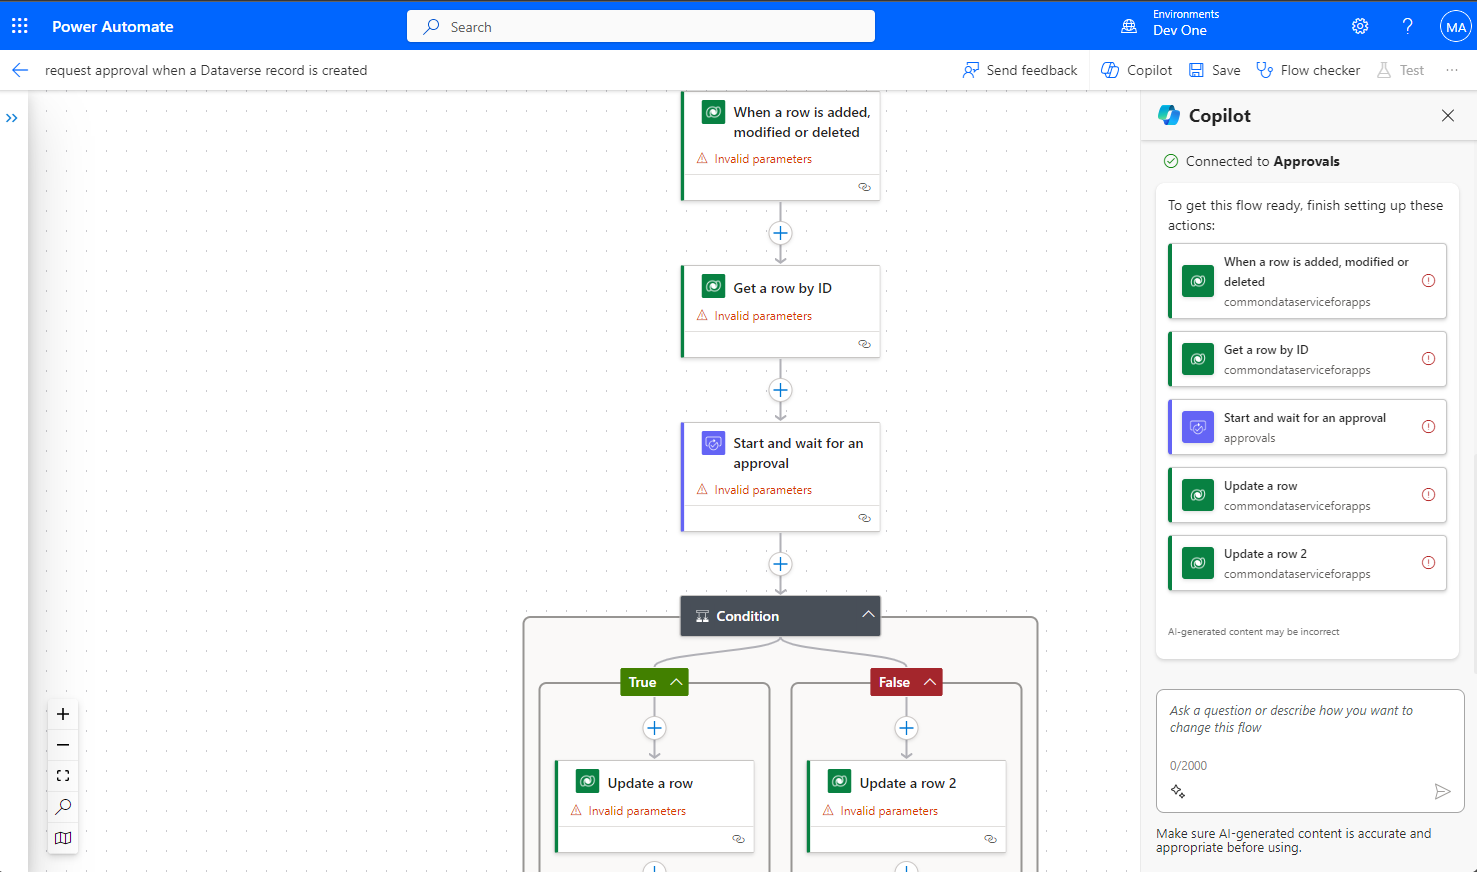 Power Automate
Search
Environments
Dev One
MA
request approval when a Dataverse record is created
Send feedback
Copilot
Save
Flow checker
Test
When a row is added,
modified or deleted
Invalid parameters
Get a row by ID
Invalid parameters
Start and wait for an
approval
Invalid parameters
Condition
True
False
Update a row
Invalid parameters
Update a row 2
Invalid parameters
Copilot
Connected to Approvals
To get this flow ready, finish setting up these
actions:
When a row is added, modified or
deleted
commondataserviceforapps
Get a row by ID
commondataserviceforapps
Start and wait for an approval
approvals
Update a row
commondataserviceforapps
Update a row 2
commondataserviceforapps
AI-generated content may be incorrect
Ask a question or describe how you want to
change this flow
0/2000
Make sure AI-generated content is accurate and
appropriate before using.